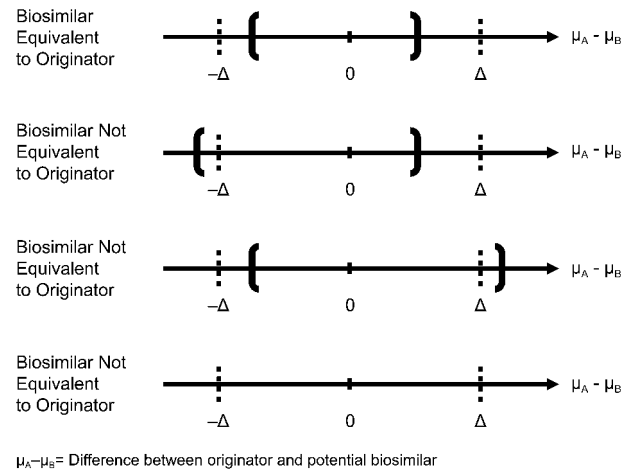 Biosimilar
Equivalent
to Originator
μA - μB
–Δ 0 Δ
Biosimilar Not
Equivalent
to Originator
μA - μB
–Δ 0 Δ
Biosimilar Not
Equivalent
to Originator
μA - μB
–Δ 0 Δ
Biosimilar Not
Equivalent
to Originator
μA - μB
–Δ 0 Δ
μA–μB= Difference between originator and potential biosimilar